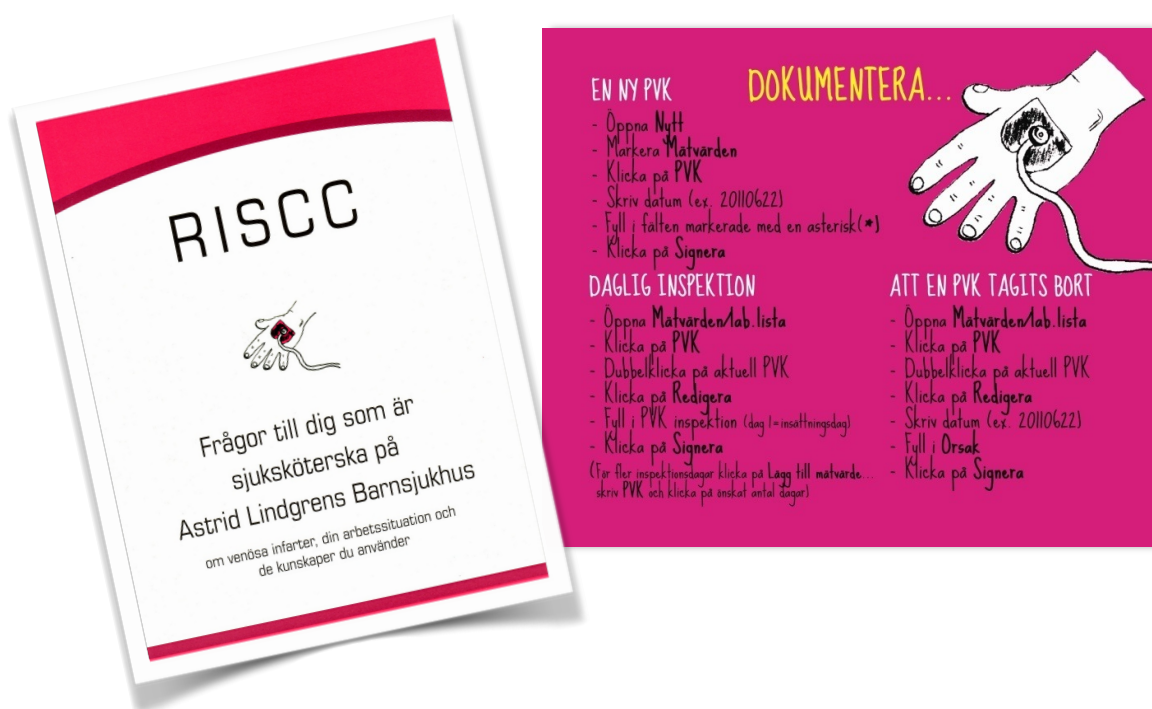 RISCC
Frågor till dig som är
sjuksköterska på
Astrid Lindgrens Barnsjukhus
om venösa infarter, din arbetssituation och
de kunskaper du använder
DOKUMENTERA...
EN NY PVK
- Öppna Nytt
- Markera Mätvärden
- Klicka på PVK
- Skriv datum (ex. 20110622)
- Fyll i fälten markerade med en asterisk(*)
- Klicka på Signera
DAGLIG INSPEKTION
- Öppna Mätvärden/lab.lista
- Klicka på PVK
- Dubbelklicka på aktuell PVK
- Klicka på Redigera
- Fyll i PVK inspektion (dag 1=insättningsdag)
- Klicka på Signera
(För fler inspektionsdagar klicka på Lägg till mätvärde...
skriv PVK och klicka på önskat antal dagar)
ATT EN PVK TAGITS BORT
- Öppna Mätvärden/lab.lista
- Klicka på PVK
- Dubbelklicka på aktuell PVK
- Klicka på Redigera
- Skriv datum (ex. 20110622)
- Fyll i Orsak
- Klicka på Signera